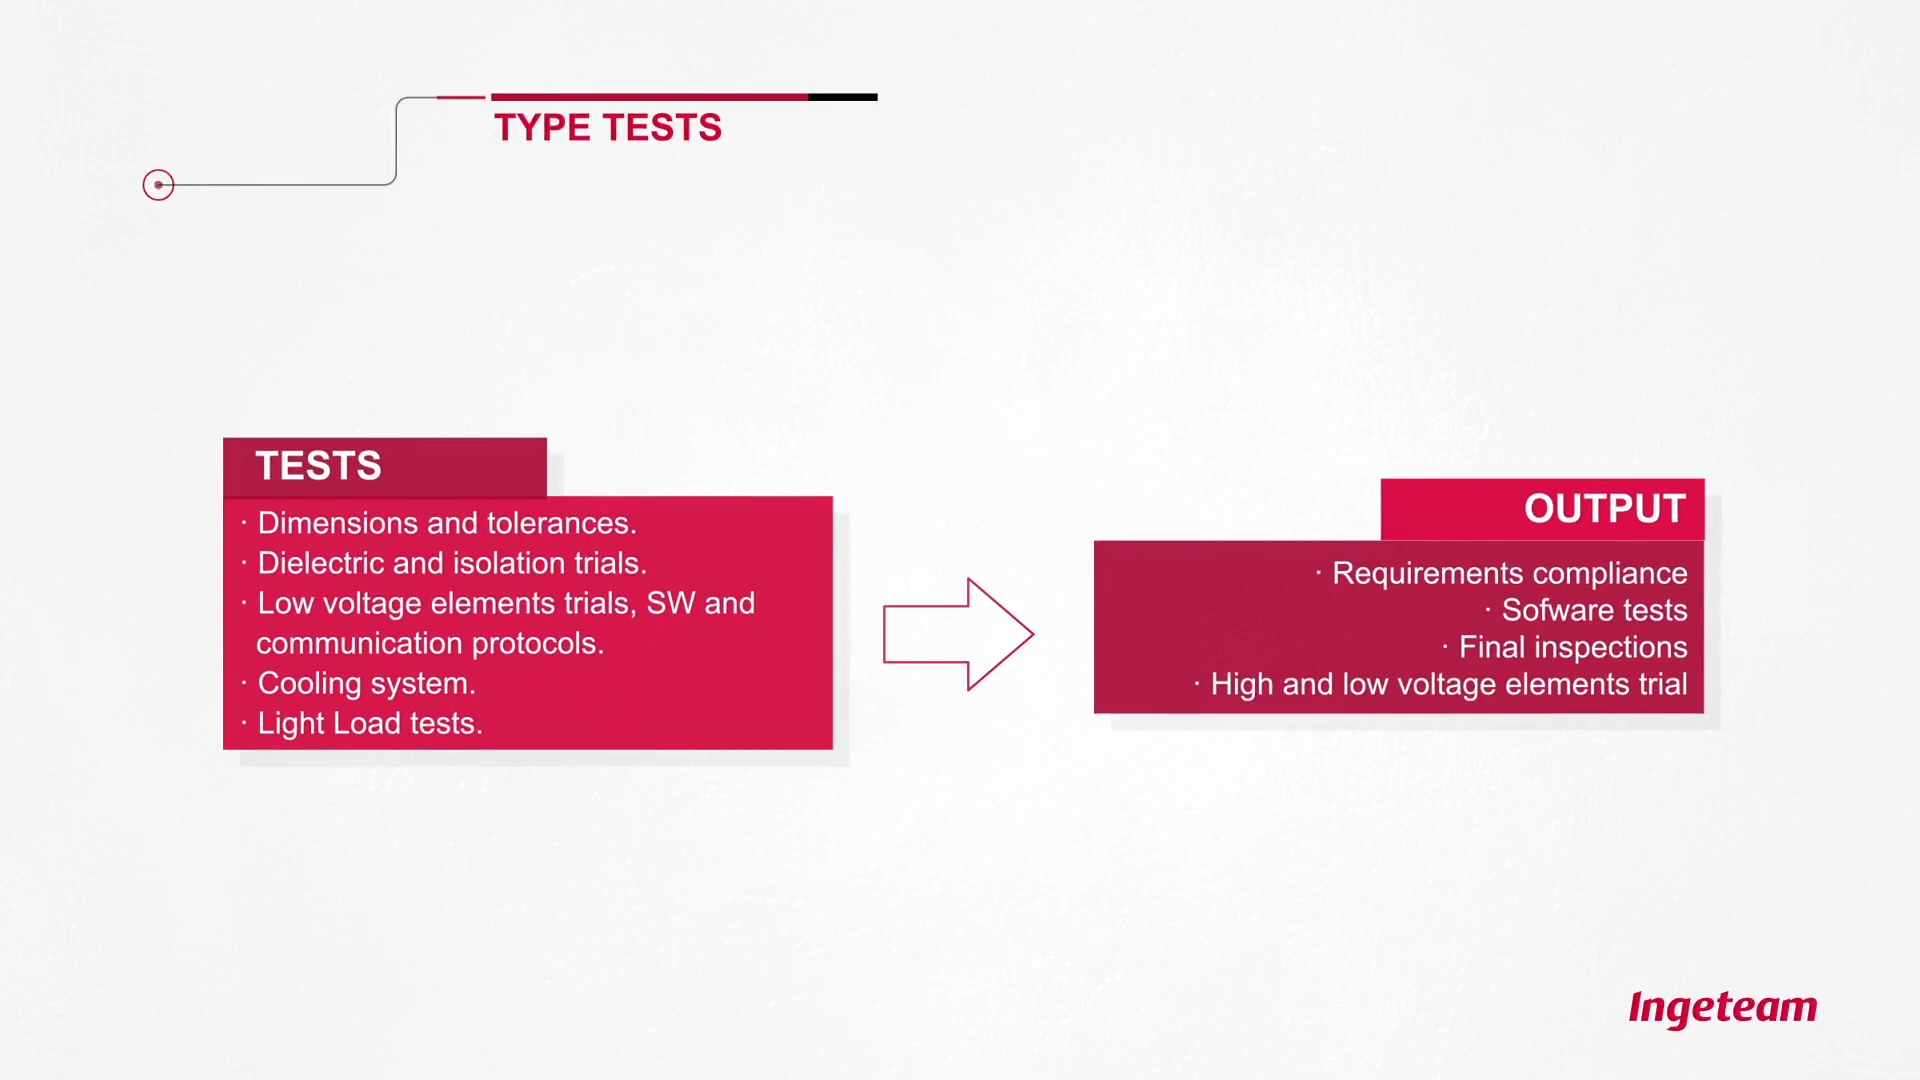 TYPE TESTS
TESTS
· Dimensions and tolerances.
· Dielectric and isolation trials.
· Low voltage elements trials, SW and
communication protocols.
· Cooling system.
· Light Load tests.
OUTPUT
· Requirements compliance
· Sofware tests
· Final inspections
· High and low voltage elements trial
Ingeteam